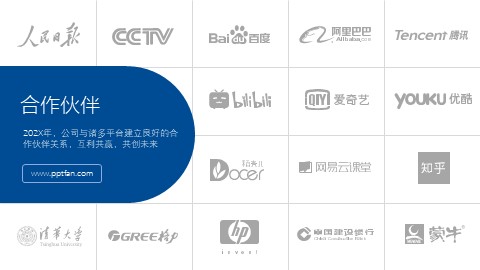 人民日报
CCTV
Bai 百度
阿里巴巴
Alibaba.com
Tencent 腾讯
合作伙伴
202X年，公司与诸多平台建立良好的合
作伙伴关系，互利共赢，共创未来
www.pptfan.com
bilibili
QIY 爱奇艺
YOUKU 优酷
稻壳儿
Docer
网易云课堂
知乎
清华大学
Tsinghua University
GREE格力
hp
invent
中国建设银行
China Construction Bank
蒙牛